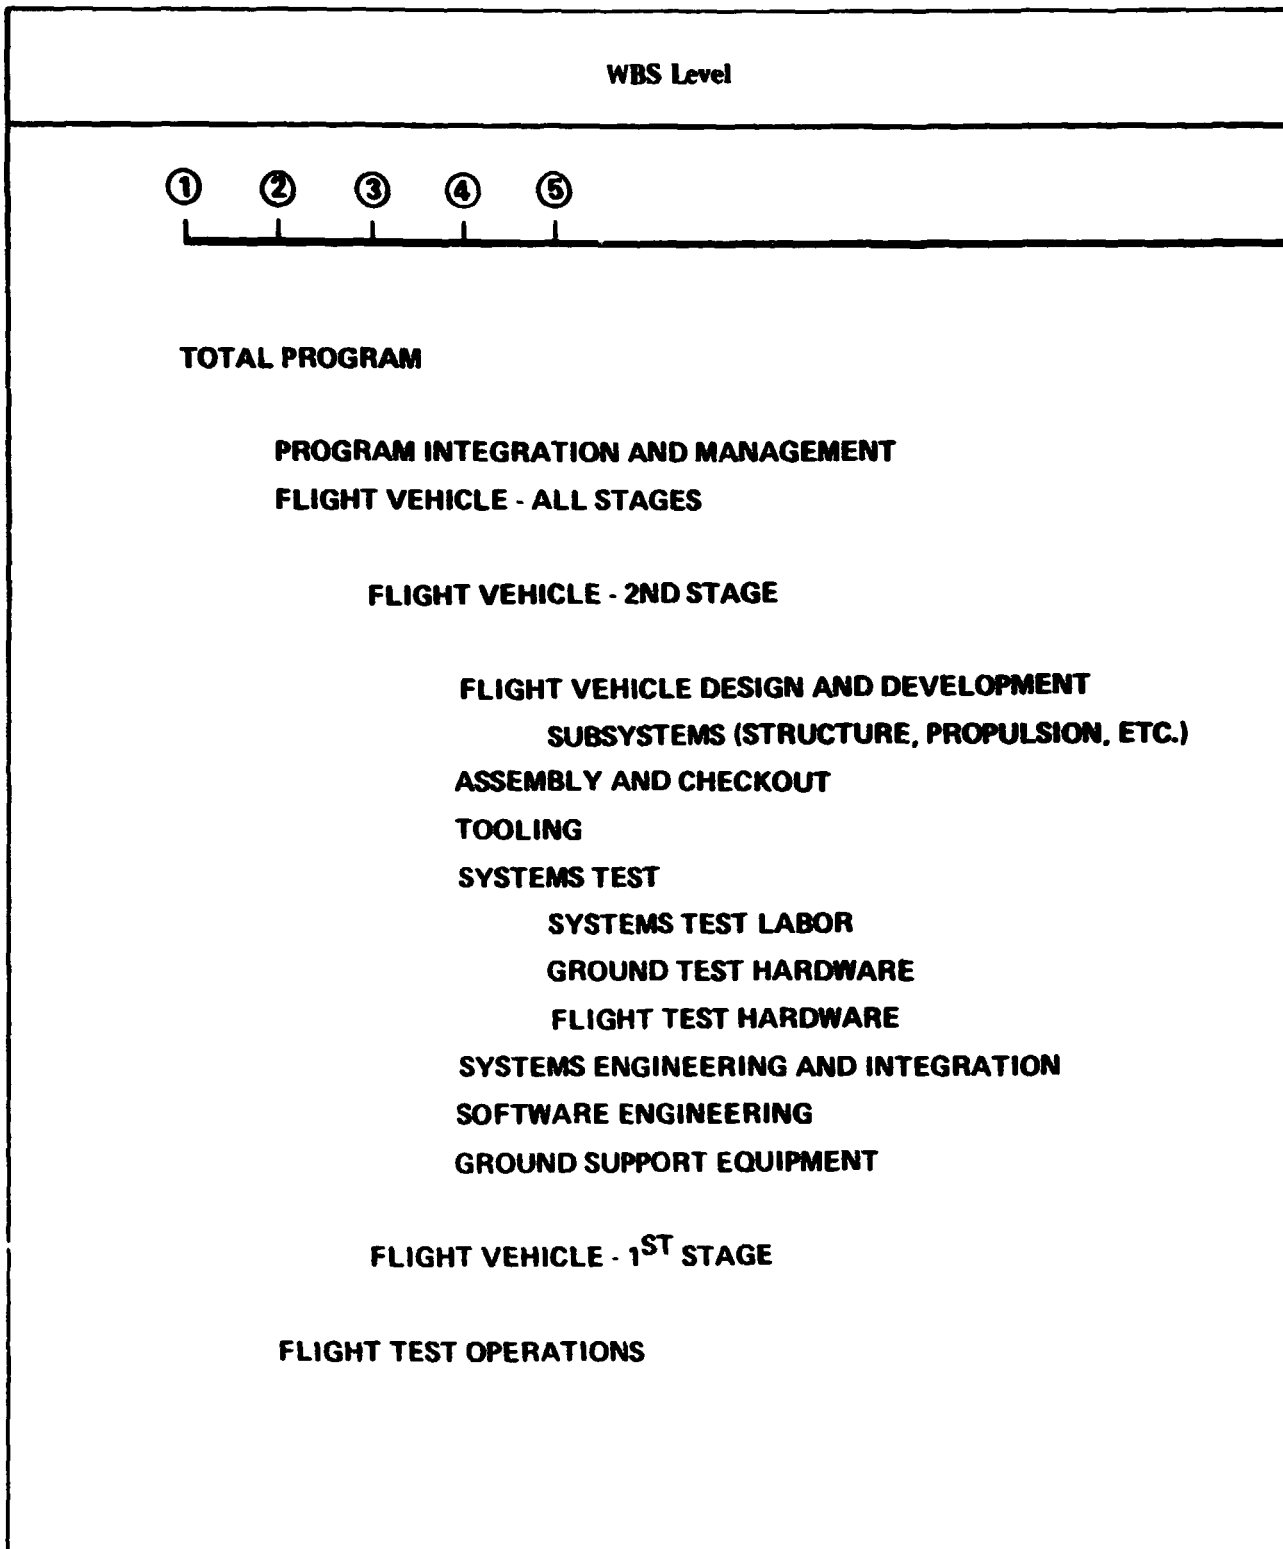 WBS Level
① ② ③ ④ ⑤
TOTAL PROGRAM
PROGRAM INTEGRATION AND MANAGEMENT
FLIGHT VEHICLE - ALL STAGES
FLIGHT VEHICLE - 2ND STAGE
FLIGHT VEHICLE DESIGN AND DEVELOPMENT
SUBSYSTEMS (STRUCTURE, PROPULSION, ETC.)
ASSEMBLY AND CHECKOUT
TOOLING
SYSTEMS TEST
SYSTEMS TEST LABOR
GROUND TEST HARDWARE
FLIGHT TEST HARDWARE
SYSTEMS ENGINEERING AND INTEGRATION
SOFTWARE ENGINEERING
GROUND SUPPORT EQUIPMENT
FLIGHT VEHICLE - 1ST STAGE
FLIGHT TEST OPERATIONS